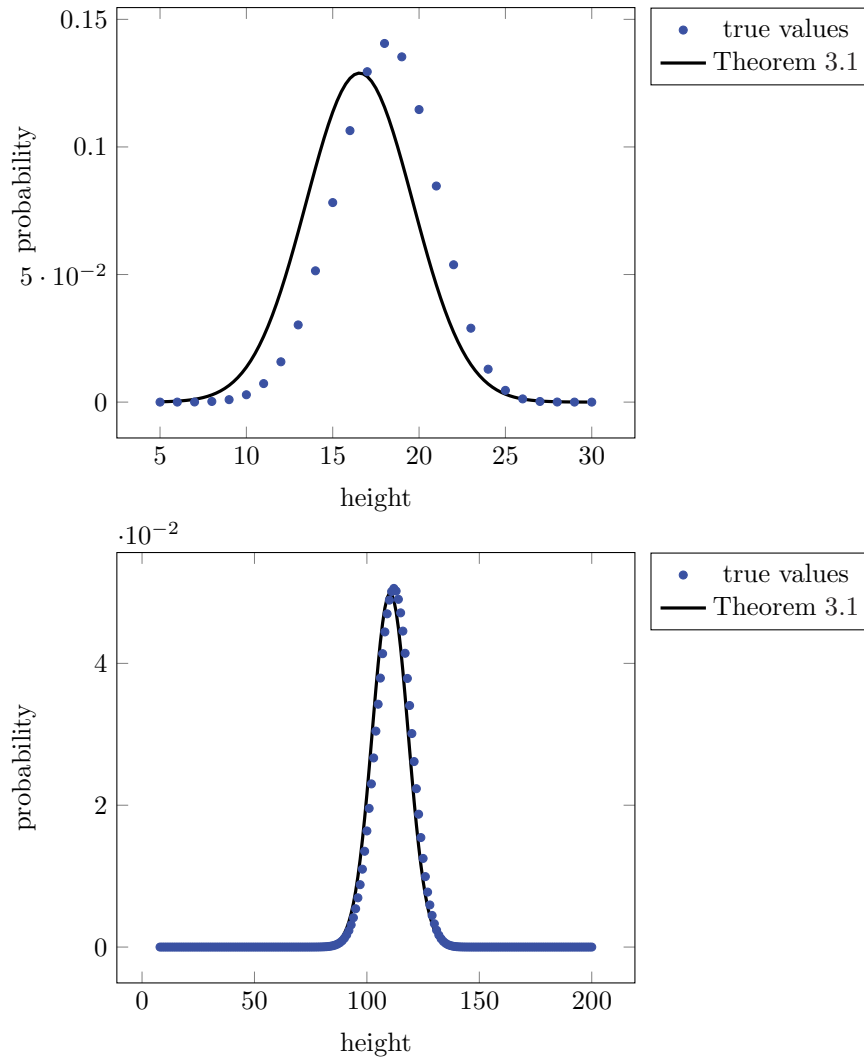 0.15
0.1
5 · 10⁻²
0
probability
5 10 15 20 25 30
height
true values
Theorem 3.1
·10⁻²
4
2
0
probability
0 50 100 150 200
height
true values
Theorem 3.1